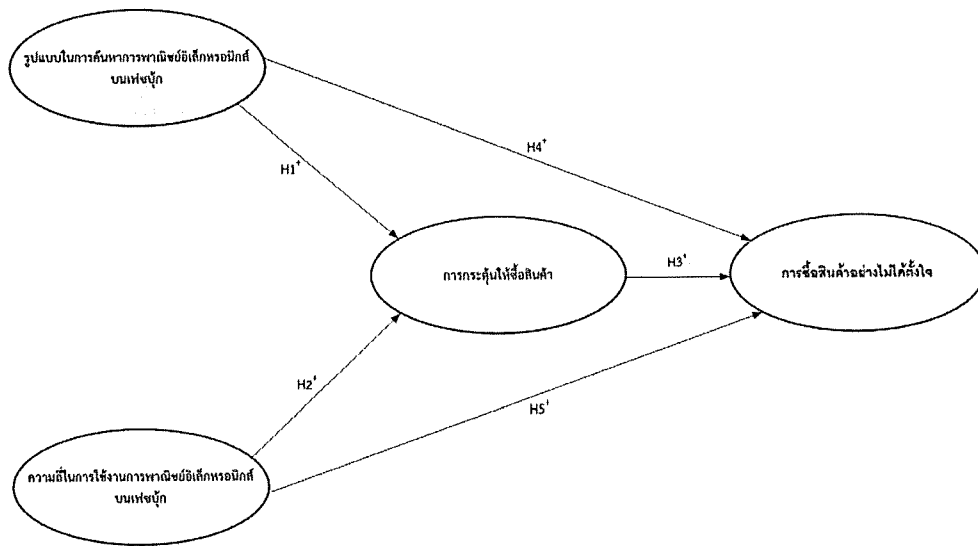 รูปแบบในการค้นหาการพาณิชย์อิเล็กทรอนิกส์
บนเฟซบุ๊ก
H4⁺
H1⁺
การกระตุ้นให้ซื้อสินค้า
H3⁺
การซื้อสินค้าอย่างไม่ได้ตั้งใจ
H2⁺
H5⁺
ความถี่ในการใช้งานการพาณิชย์อิเล็กทรอนิกส์
บนเฟซบุ๊ก